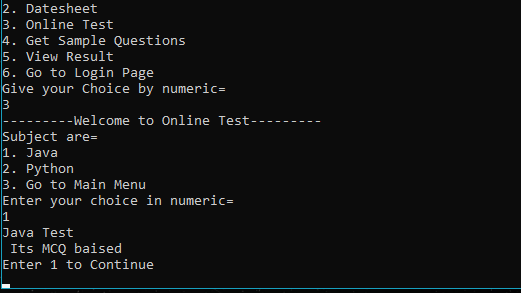 2. Datesheet
3. Online Test
4. Get Sample Questions
5. View Result
6. Go to Login Page
Give your Choice by numeric=
3
---------Welcome to Online Test---------
Subject are=
1. Java
2. Python
3. Go to Main Menu
Enter your choice in numeric=
1
Java Test
 Its MCQ baised
Enter 1 to Continue